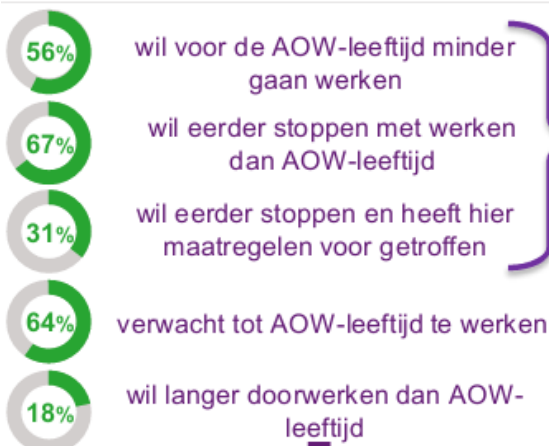 56%
wil voor de AOW-leeftijd minder
gaan werken
67%
wil eerder stoppen met werken
dan AOW-leeftijd
31%
wil eerder stoppen en heeft hier
maatregelen voor getroffen
64%
verwacht tot AOW-leeftijd te werken
18%
wil langer doorwerken dan AOW-
leeftijd